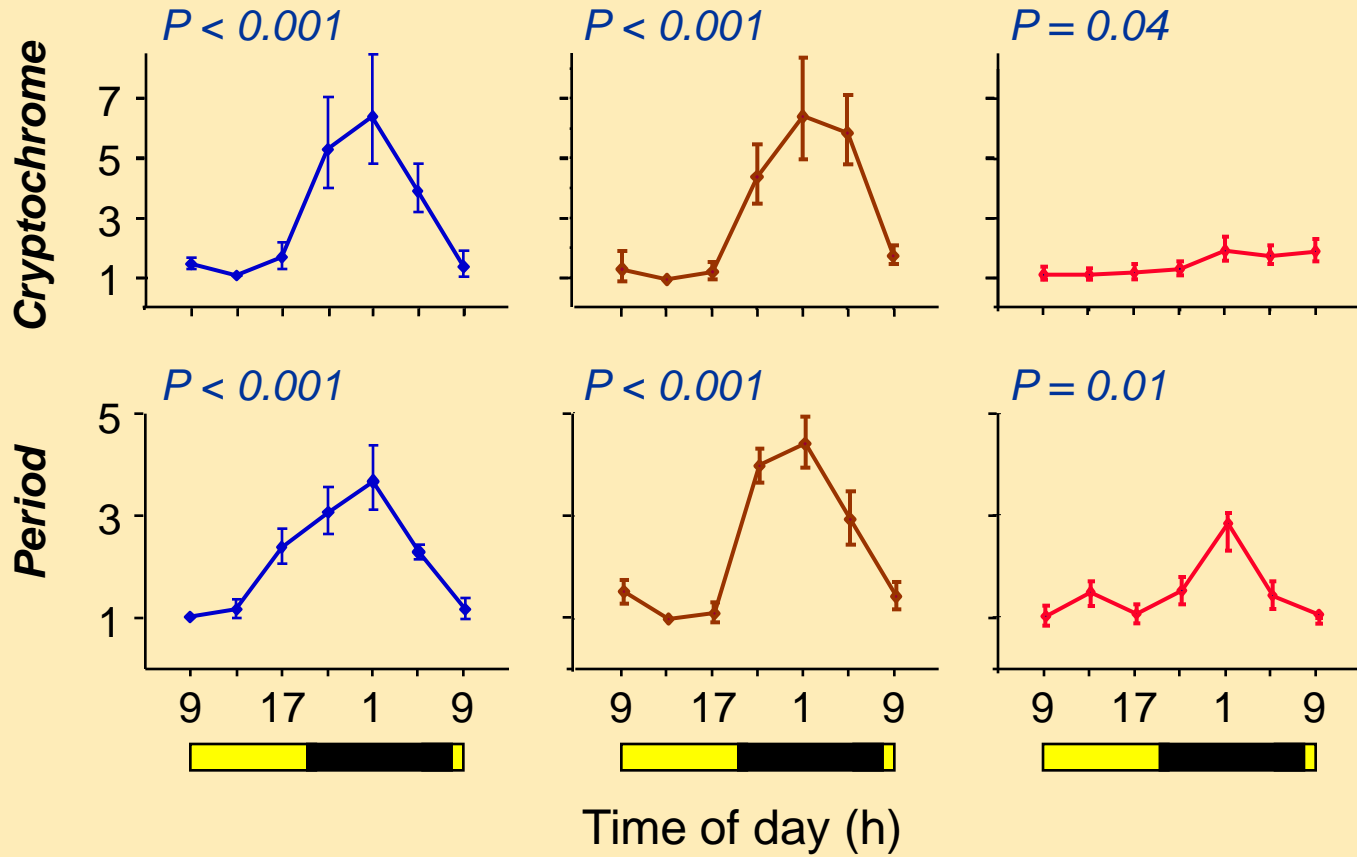 P < 0.001 P < 0.001 P = 0.04
Cryptochrome
7
5
3
1
P < 0.001 P < 0.001 P = 0.01
Period
5
3
1
9 17 1 9 9 17 1 9 9 17 1 9
Time of day (h)